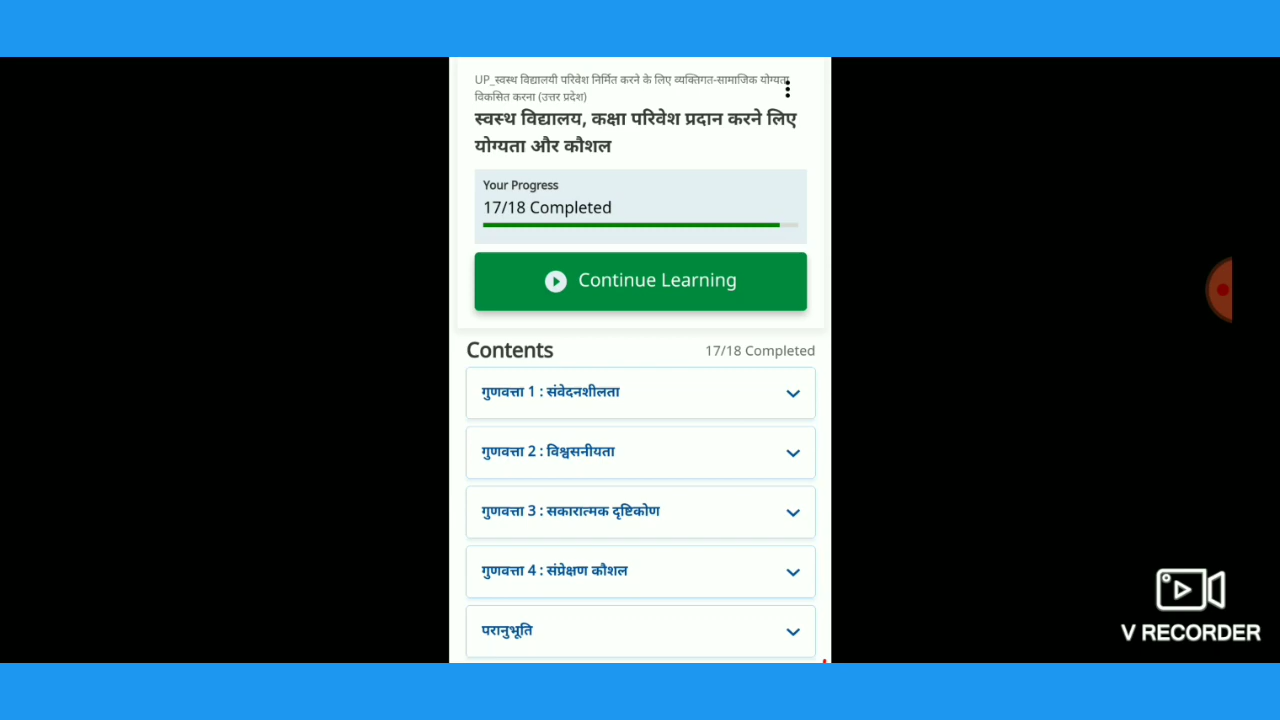 UP_स्वस्थ विद्यालयी परिवेश निर्मित करने के लिए व्यक्तिगत-सामाजिक योग्यता
विकसित करना (उत्तर प्रदेश)
स्वस्थ विद्यालय, कक्षा परिवेश प्रदान करने लिए
योग्यता और कौशल
Your Progress
17/18 Completed
Continue Learning
Contents
17/18 Completed
गुणवत्ता 1 : संवेदनशीलता
गुणवत्ता 2 : विश्वसनीयता
गुणवत्ता 3 : सकारात्मक दृष्टिकोण
गुणवत्ता 4 : संप्रेक्षण कौशल
परानुभूति
V RECORDER